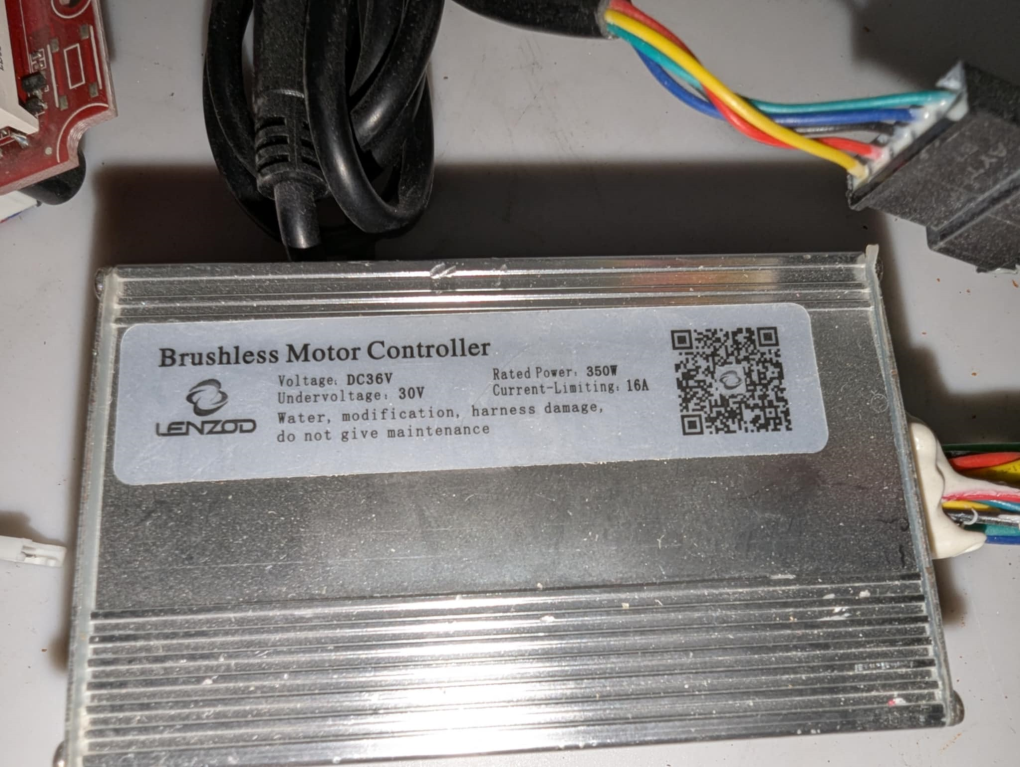 Brushless Motor Controller
Voltage: DC36V
Rated Power: 350W
Undervoltage: 30V
Current-Limiting: 16A
LENZOD
Water, modification, harness damage,
do not give maintenance